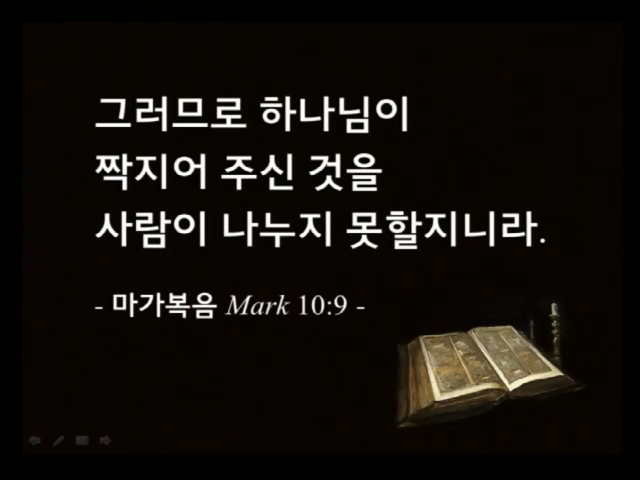 그러므로 하나님이
짝지어 주신 것을
사람이 나누지 못할지니라.
- 마가복음 Mark 10:9 -